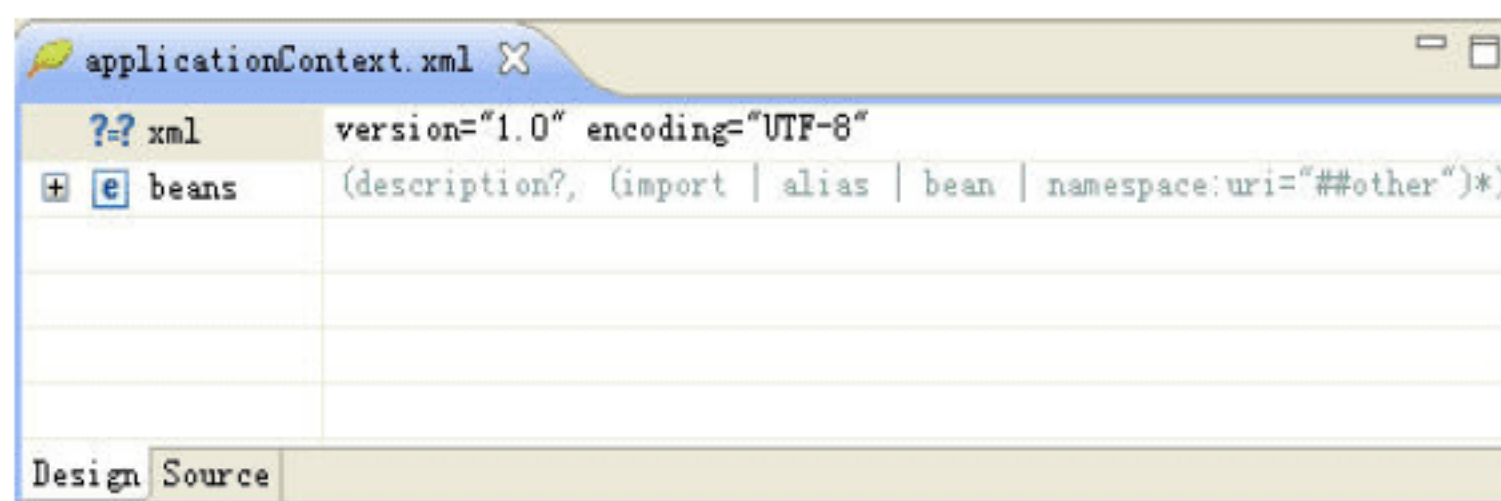 applicationContext.xml
?=? xml version="1.0" encoding="UTF-8"
e beans (description?, (import | alias | bean | namespace:uri="##other")*)
Design Source